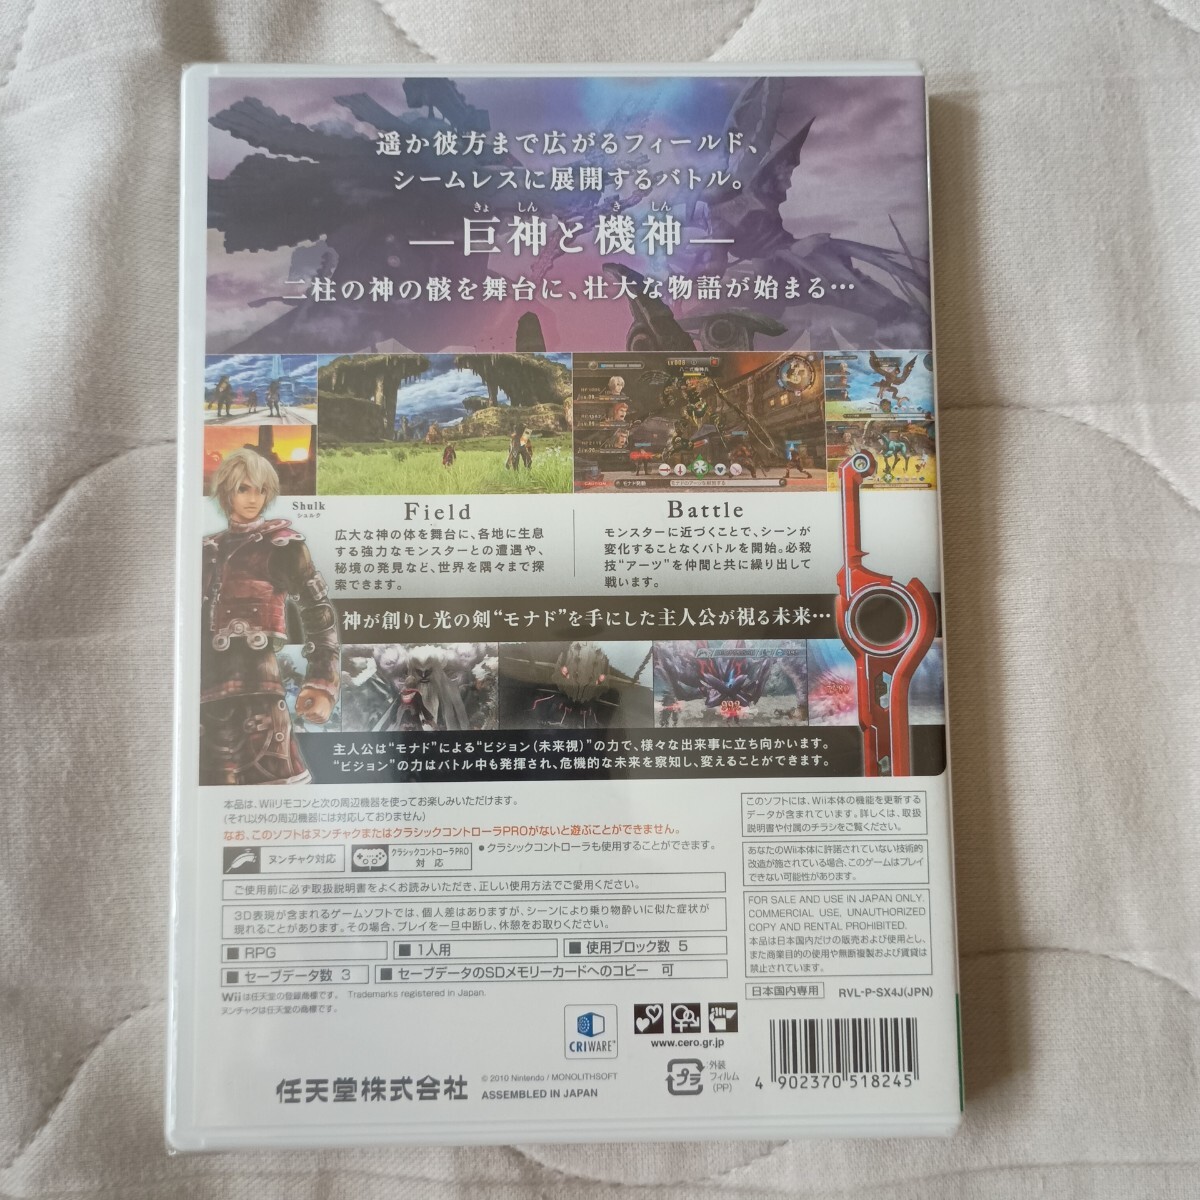 遥か彼方まで広がるフィールド、
シームレスに展開するバトル。
きょ しん き しん
—巨神と機神—
二柱の神の骸を舞台に、壮大な物語が始まる…
Shulk
シュルク
Field
広大な神の体を舞台に、各地に生息
する強力なモンスターとの遭遇や、
秘境の発見など、世界を隅々まで探
索できます。
Battle
モンスターに近づくことで、シーンが
変化することなくバトルを開始。必殺
技“アーツ”を仲間と共に繰り出して
戦います。
神が創りし光の剣“モナド”を手にした主人公が視る未来…
主人公は“モナド”による“ビジョン(未来視)”の力で、様々な出来事に立ち向かいます。
“ビジョン”の力はバトル中も発揮され、危機的な未来を察知し、変えることができます。
本品は、Wiiリモコンと次の周辺機器を使ってお楽しみいただけます。
(それ以外の周辺機器には対応しておりません)
なお、このソフトはヌンチャクまたはクラシックコントローラPROがないと遊ぶことができません。
ヌンチャク対応
クラシックコントローラPRO
対応
●クラシックコントローラも使用することができます。
ご使用前に必ず取扱説明書をよくお読みいただき、正しい使用方法でご愛用ください。
3D表現が含まれるゲームソフトでは、個人差はありますが、シーンにより乗り物酔いに似た症状が
現れることがあります。その場合、プレイを一旦中断し、休憩をお取りください。
■RPG
■1人用
■使用ブロック数 5
■セーブデータ数 3
■セーブデータのSDメモリーカードへのコピー 可
Wiiは任天堂の登録商標です。 Trademarks registered in Japan.
ヌンチャクは任天堂の商標です。
このソフトには、Wii本体の機能を更新する
データが含まれています。詳しくは、取扱
説明書や付属のチラシをご覧ください。
あなたのWii本体に許諾されていない技術的
改造が施されている場合、このゲームはプレイ
できない可能性があります。
FOR SALE AND USE IN JAPAN ONLY.
COMMERCIAL USE, UNAUTHORIZED
COPY AND RENTAL PROHIBITED.
本品は日本国内だけの販売および使用とし、
また商業目的の使用や無断複製および賃貸は
禁止されています。
日本国内専用
RVL-P-SX4J(JPN)
CRIWARE™
www.cero.gr.jp
任天堂株式会社
© 2010 Nintendo / MONOLITHSOFT
ASSEMBLED IN JAPAN
プラ
外装
フィルム
(PP)
4 902370 518245